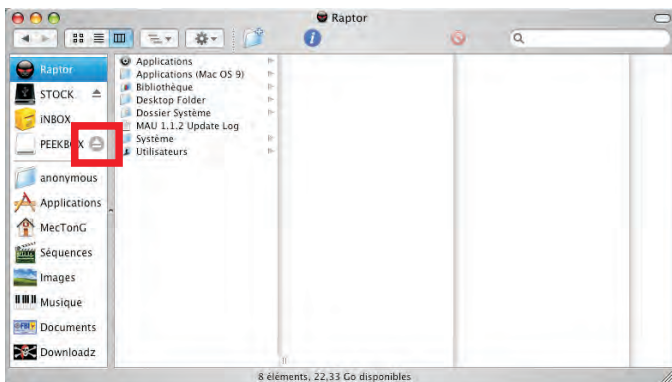 Raptor
Raptor
STOCK
INBOX
PEEKBOX
anonymous
Applications
MecTonG
Séquences
Images
Musique
Documents
Downloadz
Applications
Applications (Mac OS 9)
Bibliothèque
Desktop Folder
Dossier Système
MAU 1.1.2 Update Log
Système
Utilisateurs
8 éléments, 22,33 Go disponibles